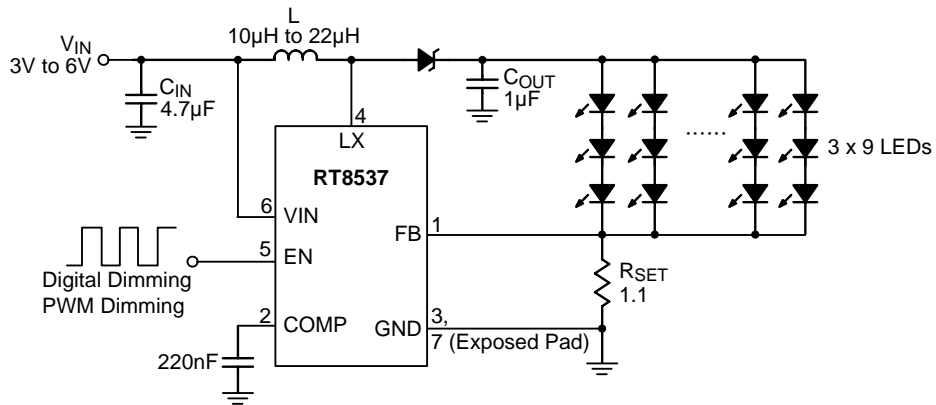 L
10µH to 22µH
VIN
3V to 6V
CIN
4.7µF
COUT
1µF
4
LX
RT8537
3 x 9 LEDs
......
6
VIN
FB
1
5
EN
Digital Dimming
PWM Dimming
RSET
1.1
2
COMP
GND
3,
7 (Exposed Pad)
220nF